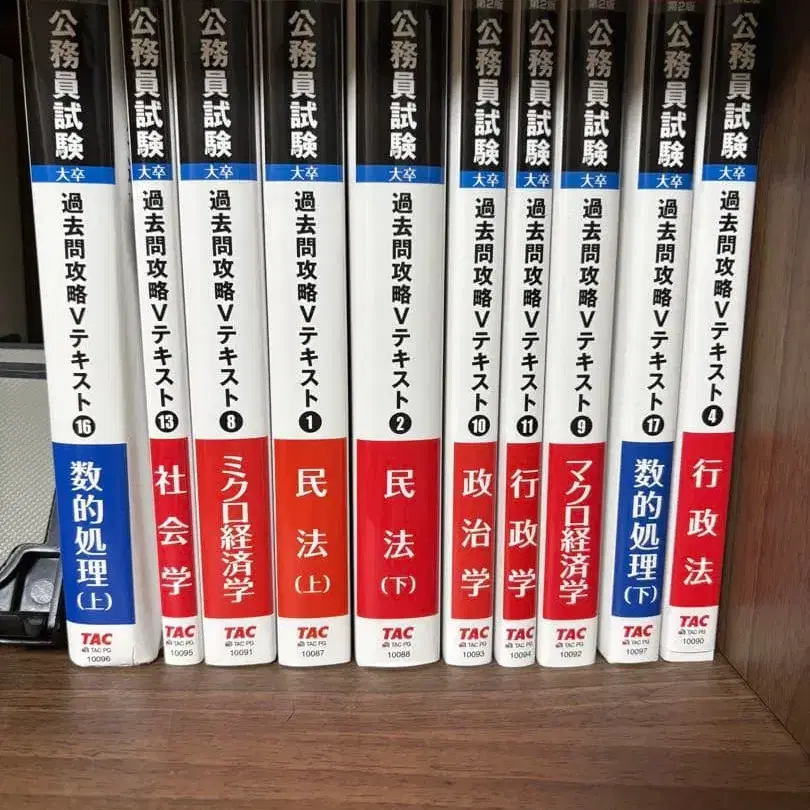 公務員試験
大卒
過去問攻略Vテキスト16
数的処理(上)
TAC
TAC PG
10096
公務員試験
大卒
過去問攻略Vテキスト13
社会学
TAC
TAC PG
10095
公務員試験
大卒
過去問攻略Vテキスト8
ミクロ経済学
TAC
TAC PG
10091
公務員試験
大卒
過去問攻略Vテキスト1
民法(上)
TAC
TAC PG
10087
公務員試験
大卒
過去問攻略Vテキスト2
民法(下)
TAC
TAC PG
10088
第2版
公務員試験
大卒
過去問攻略Vテキスト10
政治学
TAC
TAC PG
10093
第2版
公務員試験
大卒
過去問攻略Vテキスト11
行政学
TAC
TAC PG
10094
第2版
公務員試験
大卒
過去問攻略Vテキスト9
マクロ経済学
TAC
TAC PG
10092
第2版
公務員試験
大卒
過去問攻略Vテキスト17
数的処理(下)
TAC
TAC PG
10097
第2版
公務員試験
大卒
過去問攻略Vテキスト4
行政法
TAC
TAC PG
10090